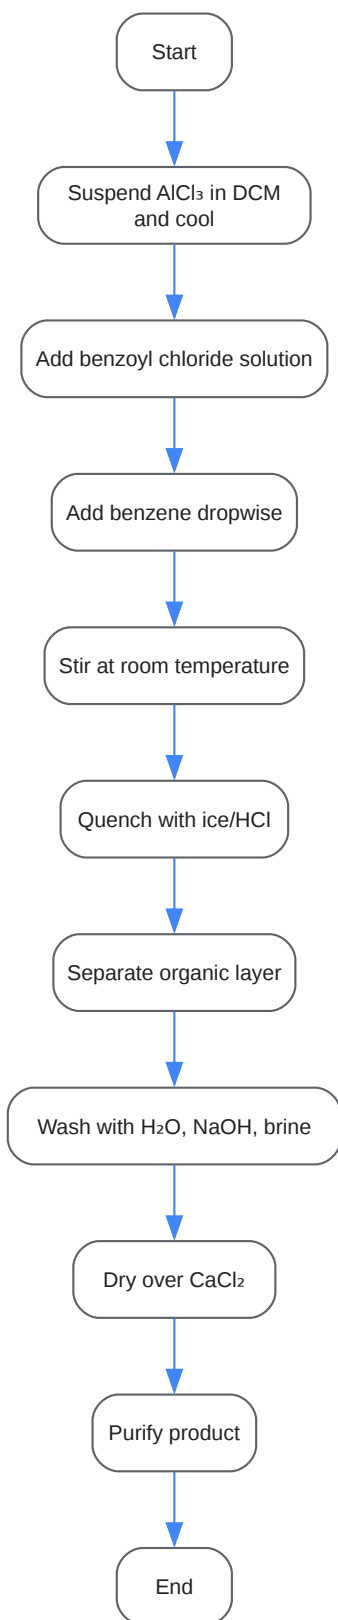 Start
Suspend AlCl₃ in DCM
and cool
Add benzoyl chloride solution
Add benzene dropwise
Stir at room temperature
Quench with ice/HCl
Separate organic layer
Wash with H₂O, NaOH, brine
Dry over CaCl₂
Purify product
End